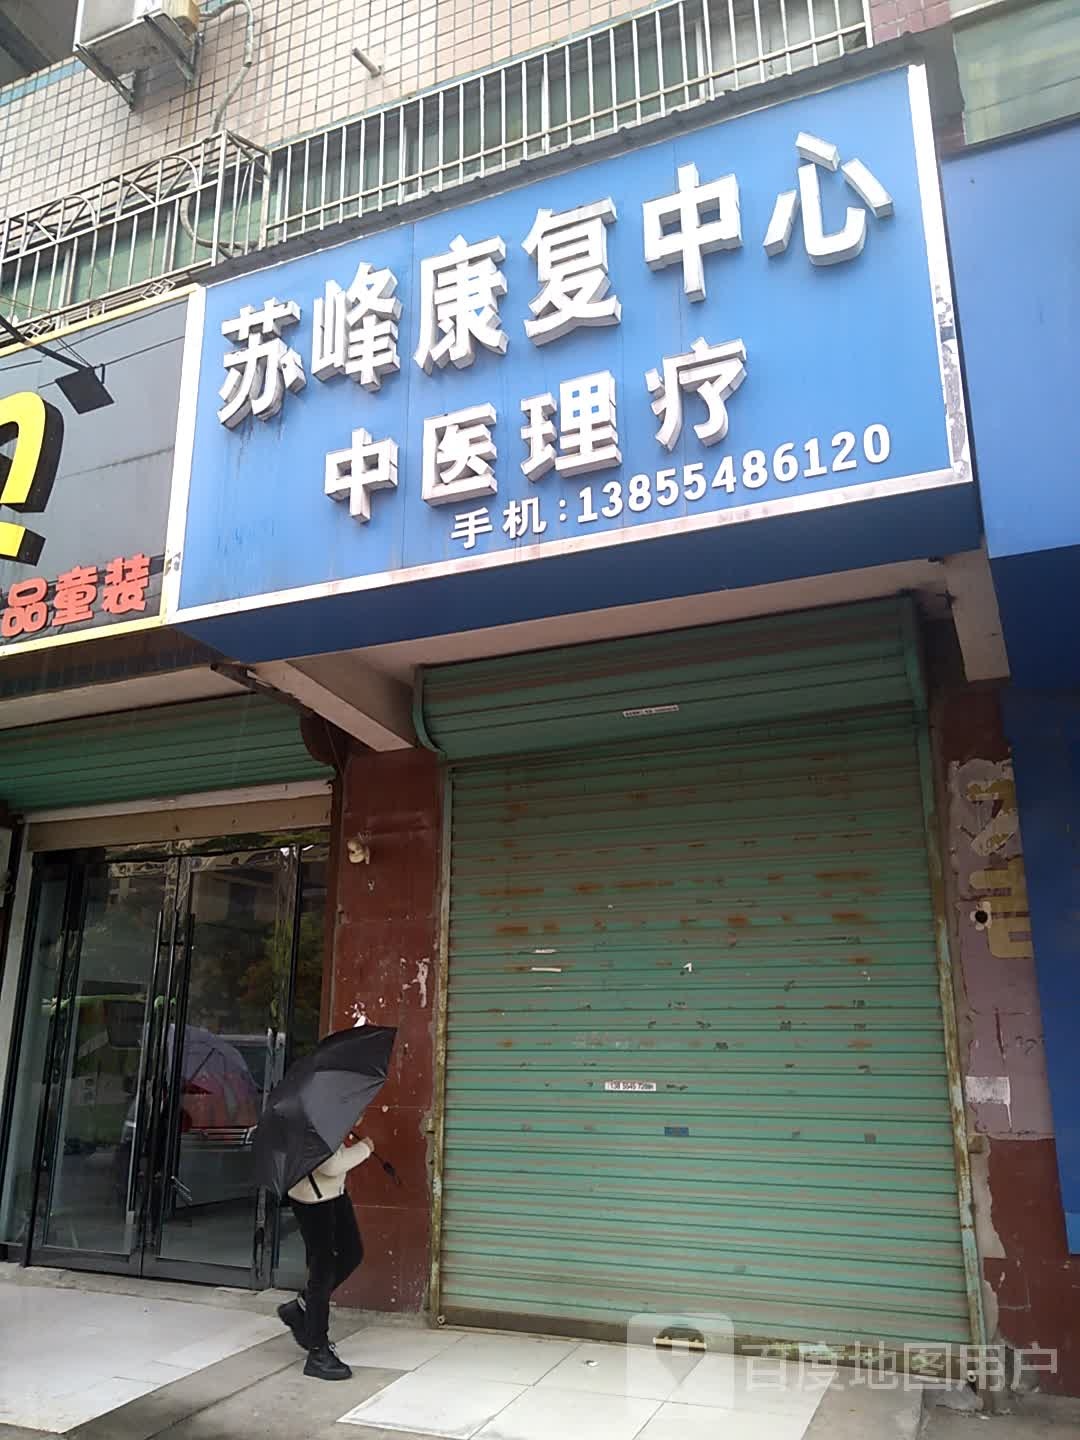 苏峰康复中心
中医理疗
手机:13855486120
品童装
百度地图用户